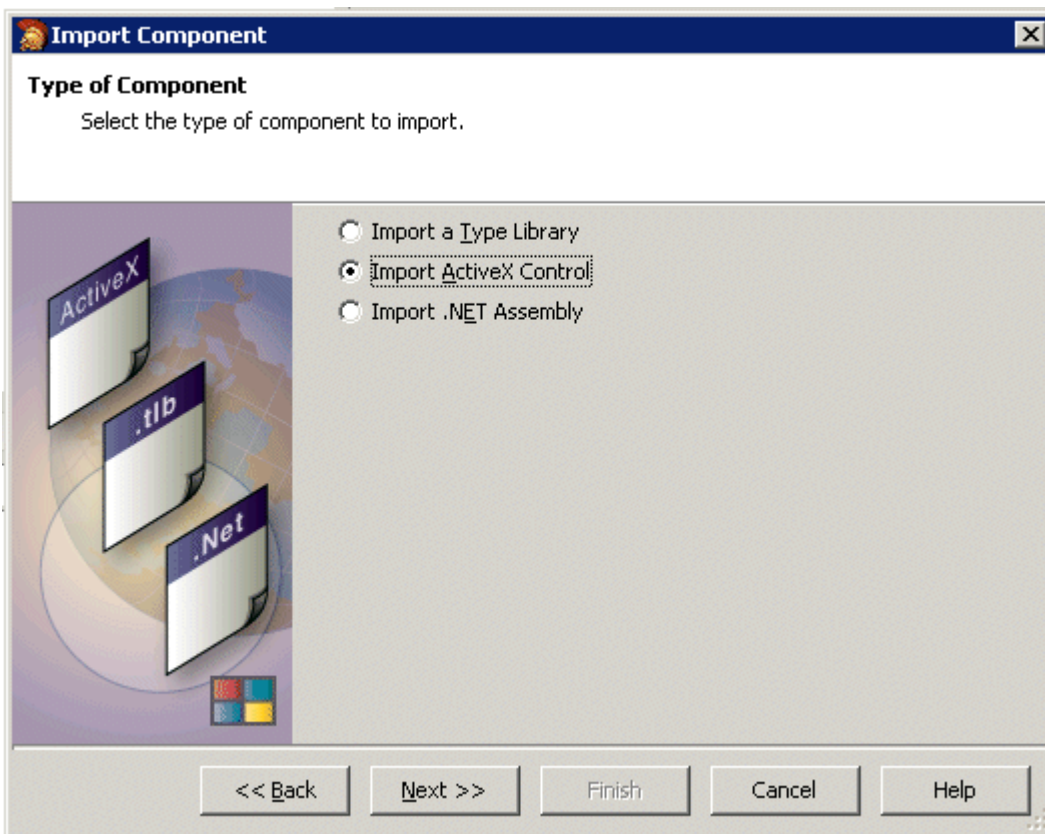 Import Component
Type of Component
Select the type of component to import.
Import a Type Library
Import ActiveX Control
Import .NET Assembly
ActiveX
.tlb
.Net
<< Back
Next >>
Finish
Cancel
Help